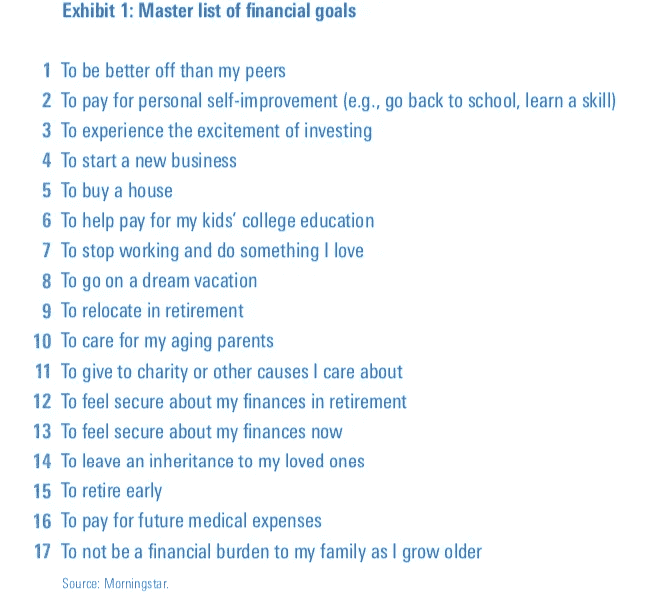 Exhibit 1: Master list of financial goals
1 To be better off than my peers
2 To pay for personal self-improvement (e.g., go back to school, learn a skill)
3 To experience the excitement of investing
4 To start a new business
5 To buy a house
6 To help pay for my kids’ college education
7 To stop working and do something I love
8 To go on a dream vacation
9 To relocate in retirement
10 To care for my aging parents
11 To give to charity or other causes I care about
12 To feel secure about my finances in retirement
13 To feel secure about my finances now
14 To leave an inheritance to my loved ones
15 To retire early
16 To pay for future medical expenses
17 To not be a financial burden to my family as I grow older
Source: Morningstar.